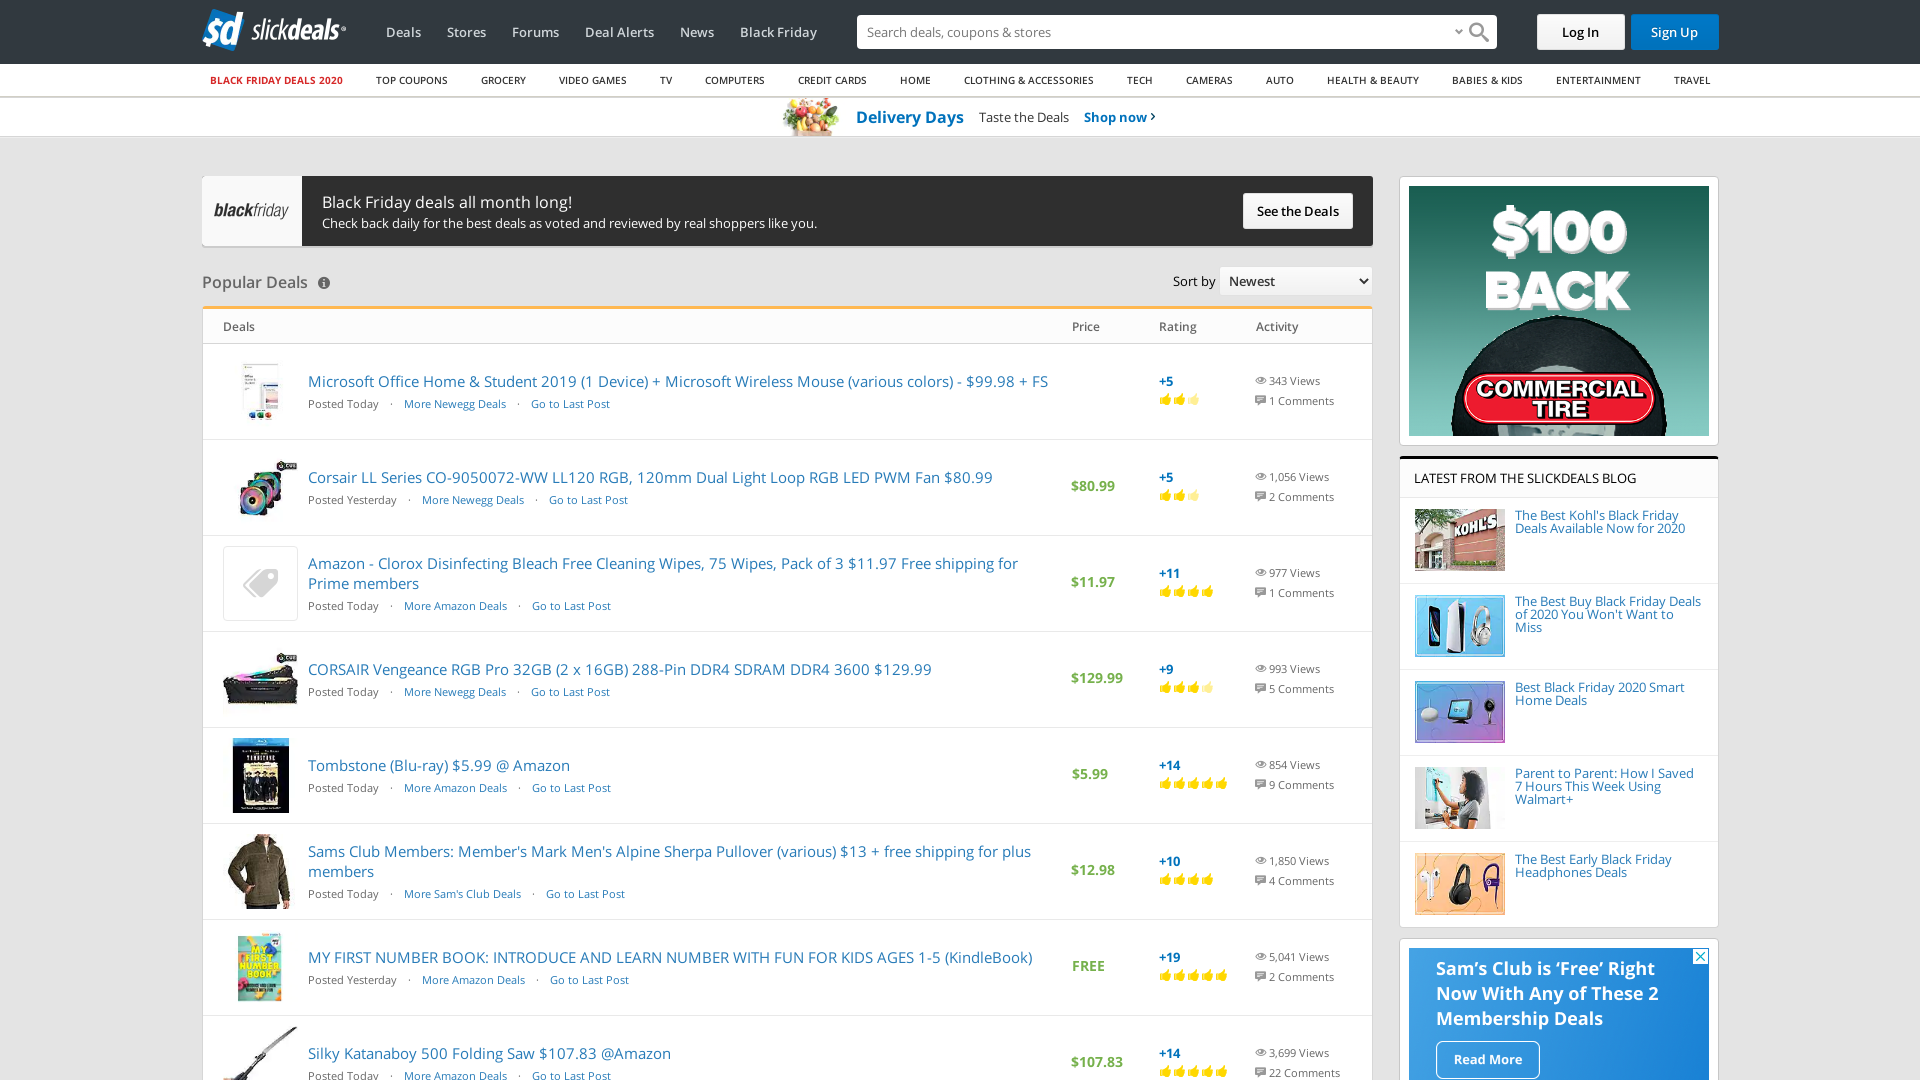 slickdeals
Deals Stores Forums Deal Alerts News Black Friday
Search deals, coupons & stores
Log In Sign Up
BLACK FRIDAY DEALS 2020 TOP COUPONS GROCERY VIDEO GAMES TV COMPUTERS CREDIT CARDS HOME CLOTHING & ACCESSORIES TECH CAMERAS AUTO HEALTH & BEAUTY BABIES & KIDS ENTERTAINMENT TRAVEL
Delivery Days Taste the Deals Shop now
blackfriday
Black Friday deals all month long!
Check back daily for the best deals as voted and reviewed by real shoppers like you.
See the Deals
Popular Deals
Sort by Newest
Deals Price Rating Activity
Microsoft Office Home & Student 2019 (1 Device) + Microsoft Wireless Mouse (various colors) - $99.98 + FS
Posted Today · More Newegg Deals · Go to Last Post
+5
343 Views
1 Comments
Corsair LL Series CO-9050072-WW LL120 RGB, 120mm Dual Light Loop RGB LED PWM Fan $80.99
Posted Yesterday · More Newegg Deals · Go to Last Post
$80.99
+5
1,056 Views
2 Comments
Amazon - Clorox Disinfecting Bleach Free Cleaning Wipes, 75 Wipes, Pack of 3 $11.97 Free shipping for
Prime members
Posted Today · More Amazon Deals · Go to Last Post
$11.97
+11
977 Views
1 Comments
CORSAIR Vengeance RGB Pro 32GB (2 x 16GB) 288-Pin DDR4 SDRAM DDR4 3600 $129.99
Posted Today · More Newegg Deals · Go to Last Post
$129.99
+9
993 Views
5 Comments
TOMBSTONE
Tombstone (Blu-ray) $5.99 @ Amazon
Posted Today · More Amazon Deals · Go to Last Post
$5.99
+14
854 Views
9 Comments
Sams Club Members: Member's Mark Men's Alpine Sherpa Pullover (various) $13 + free shipping for plus
members
Posted Today · More Sam's Club Deals · Go to Last Post
$12.98
+10
1,850 Views
4 Comments
MY
FIRST
NUMBER
BOOK
MY FIRST NUMBER BOOK: INTRODUCE AND LEARN NUMBER WITH FUN FOR KIDS AGES 1-5 (KindleBook)
Posted Yesterday · More Amazon Deals · Go to Last Post
FREE
+19
5,041 Views
2 Comments
Silky Katanaboy 500 Folding Saw $107.83 @Amazon
Posted Today · More Amazon Deals · Go to Last Post
$107.83
+14
3,699 Views
22 Comments
$100
BACK
COMMERCIAL
TIRE
LATEST FROM THE SLICKDEALS BLOG
KOHL'S
The Best Kohl's Black Friday
Deals Available Now for 2020
The Best Buy Black Friday Deals
of 2020 You Won't Want to
Miss
Best Black Friday 2020 Smart
Home Deals
Parent to Parent: How I Saved
7 Hours This Week Using
Walmart+
The Best Early Black Friday
Headphones Deals
Sam's Club is 'Free' Right
Now With Any of These 2
Membership Deals
Read More